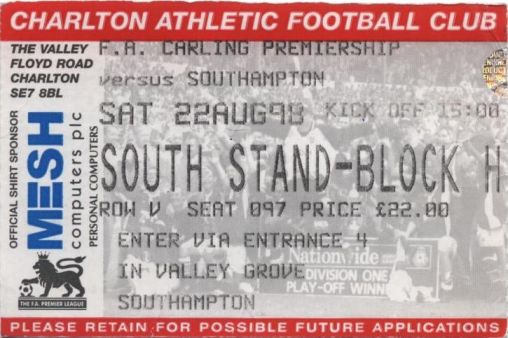 CHARLTON ATHLETIC FOOTBALL CLUB
THE VALLEY
FLOYD ROAD
CHARLTON
SE7 8BL
OFFICIAL SHIRT SPONSOR
MESH
computers plc
PERSONAL COMPUTERS
THE F.A. PREMIER LEAGUE
F.A. CARLING PREMIERSHIP
versus SOUTHAMPTON
SAT 22AUG98 KICK OFF 15:00
SOUTH STAND-BLOCK H
ROW V SEAT 097 PRICE £22.00
ENTER VIA ENTRANCE 4
IN VALLEY GROVE
SOUTHAMPTON
Nationwide
DIVISION ONE
PLAY-OFF WINNER
PLEASE RETAIN FOR POSSIBLE FUTURE APPLICATIONS